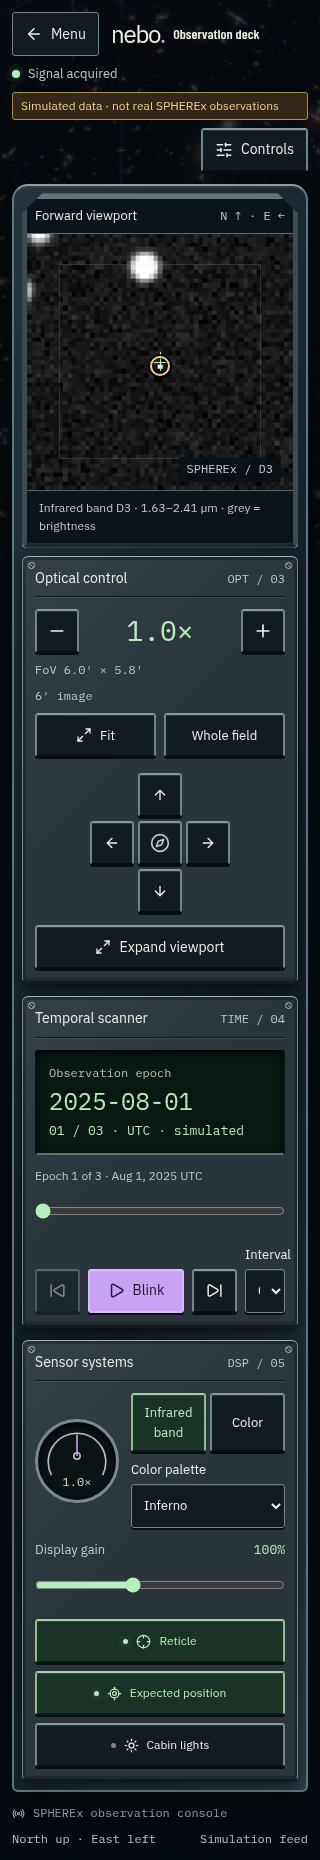 Menu
nebo. Observation deck
Signal acquired
Simulated data · not real SPHEREx observations
Controls
Forward viewport N ↑ · E ←
SPHEREx / D3
Infrared band D3 · 1.63–2.41 µm · grey =
brightness
Optical control OPT / 03
− 1.0× +
FoV 6.0′ × 5.8′
6′ image
Fit Whole field
Expand viewport
Temporal scanner TIME / 04
Observation epoch
2025-08-01
01 / 03 · UTC · simulated
Epoch 1 of 3 · Aug 1, 2025 UTC
Interval
Blink
Sensor systems DSP / 05
Infrared
band
Color
1.0×
Color palette
Inferno
Display gain 100%
Reticle
Expected position
Cabin lights
SPHEREx observation console
North up · East left Simulation feed